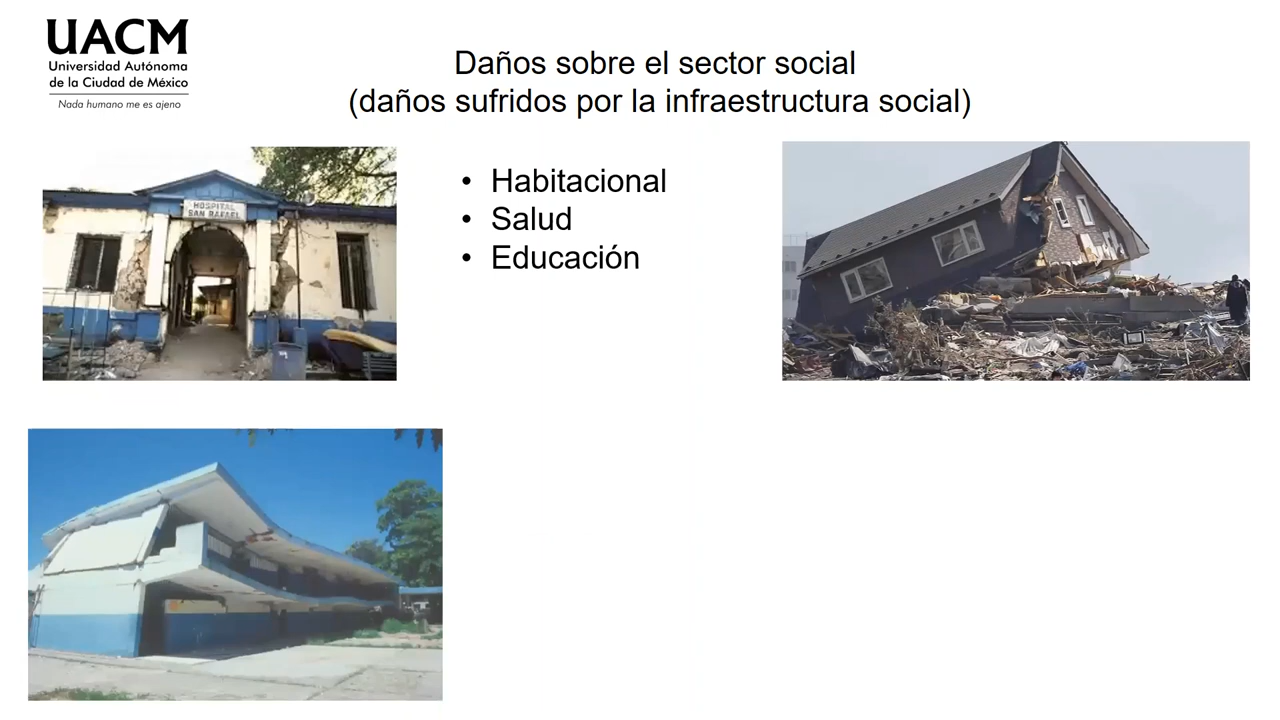 UACM
Universidad Autónoma
de la Ciudad de México
Nada humano me es ajeno
Daños sobre el sector social
(daños sufridos por la infraestructura social)
HOSPITAL
SAN RAFAEL
• Habitacional
• Salud
• Educación